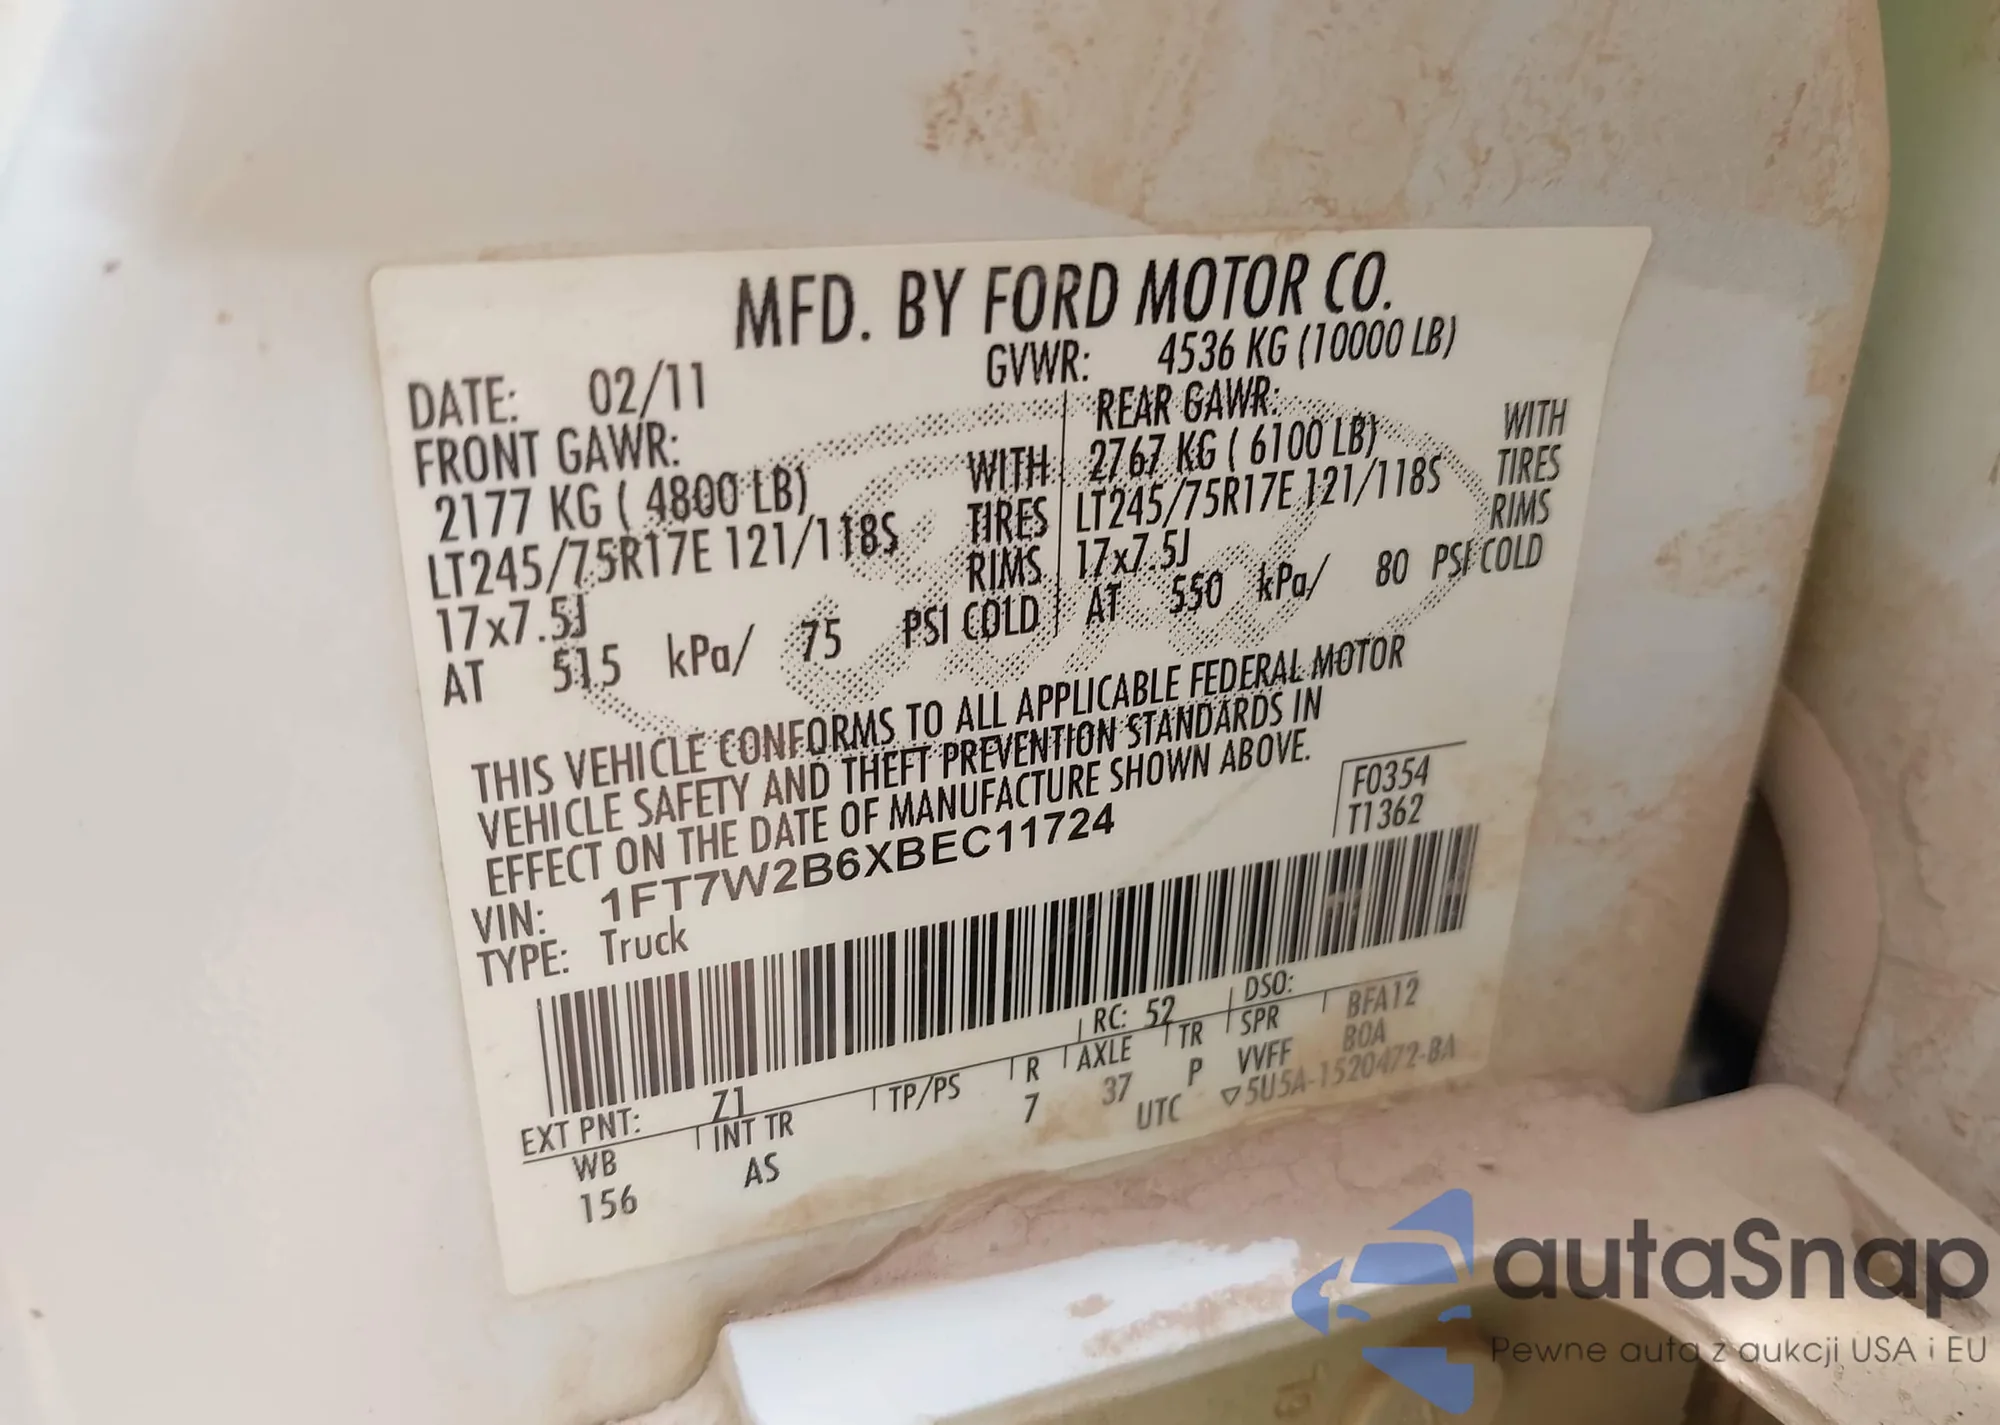 MFD. BY FORD MOTOR CO.
DATE: 02/11 GVWR: 4536 KG (10000 LB)
FRONT GAWR: REAR GAWR:
2177 KG ( 4800 LB) WITH 2767 KG ( 6100 LB) WITH
LT245/75R17E 121/118S TIRES LT245/75R17E 121/118S TIRES
17x7.5J RIMS 17x7.5J RIMS
AT 515 kPa/ 75 PSI COLD AT 550 kPa/ 80 PSI COLD
THIS VEHICLE CONFORMS TO ALL APPLICABLE FEDERAL MOTOR
VEHICLE SAFETY AND THEFT PREVENTION STANDARDS IN
EFFECT ON THE DATE OF MANUFACTURE SHOWN ABOVE.
VIN: 1FT7W2B6XBEC11724 F0354
TYPE: Truck T1362
EXT PNT: Z1 RC: 52 DSO:
WB INT TR TP/PS R AXLE TR SPR BFA12
156 AS 7 37 P VVFF BOA
UTC ▽5U5A-1520472-BA
autaSnap
Pewne auta z aukcji USA i EU